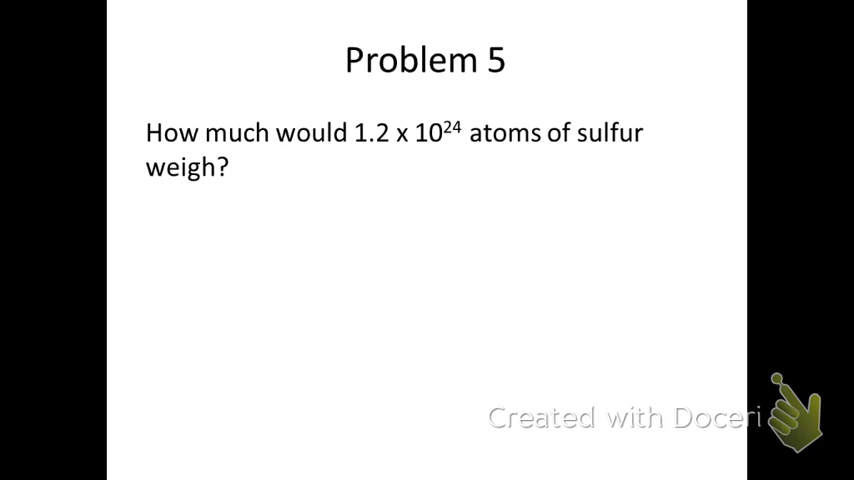 Problem 5
How much would 1.2 x 10²⁴ atoms of sulfur
weigh?
Created with Doceri